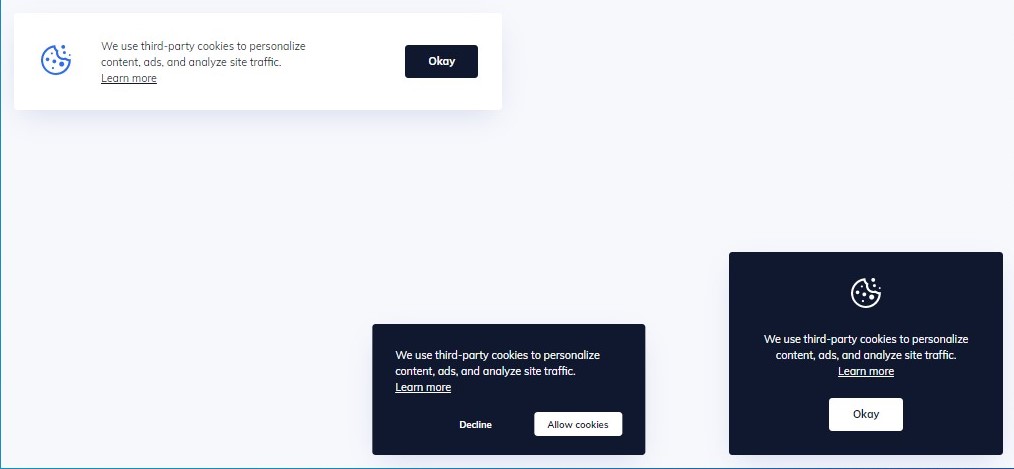 We use third-party cookies to personalize
content, ads, and analyze site traffic.
Learn more
Okay
We use third-party cookies to personalize
content, ads, and analyze site traffic.
Learn more
Decline
Allow cookies
We use third-party cookies to personalize
content, ads, and analyze site traffic.
Learn more
Okay